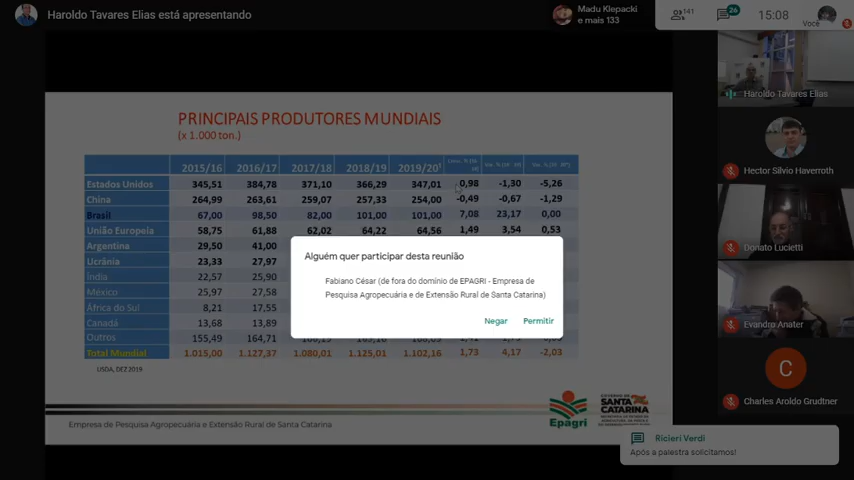 Haroldo Tavares Elias está apresentando
Madu Klepacki
e mais 133
141
26
15:08
Você
PRINCIPAIS PRODUTORES MUNDIAIS
(x 1.000 ton.)
2015/16 2016/17 2017/18 2018/19 2019/20¹
Estados Unidos 345,51 384,78 371,10 366,29 347,01 0,98 -1,30 -5,26
China 264,99 263,61 259,07 257,33 254,00 -0,49 -0,67 -1,29
Brasil 67,00 98,50 82,00 101,00 101,00 7,08 23,17 0,00
União Europeia 58,75 61,88 62,02 64,22 64,56 1,49 3,54 0,53
Argentina 29,50 41,00
Ucrânia 23,33 27,97
Índia 22,57 25,90
México 25,97 27,58
África do Sul 8,21 17,55
Canadá 13,68 13,89
Outros 155,49 164,71
Total Mundial 1.015,00 1.127,37 1.080,01 1.125,01 1.102,16 1,73 4,17 -2,03
USDA, DEZ 2019
Alguém quer participar desta reunião
Fabiano César (de fora do domínio de EPAGRI - Empresa de
Pesquisa Agropecuária e de Extensão Rural de Santa Catarina)
Negar Permitir
Empresa de Pesquisa Agropecuária e Extensão Rural de Santa Catarina
Epagri
SANTA
CATARINA
Haroldo Tavares Elias
Hector Silvio Haverroth
Donato Lucietti
Evandro Anater
C
Charles Aroldo Grudtner
Ricieri Verdi
Após a palestra solicitamos!